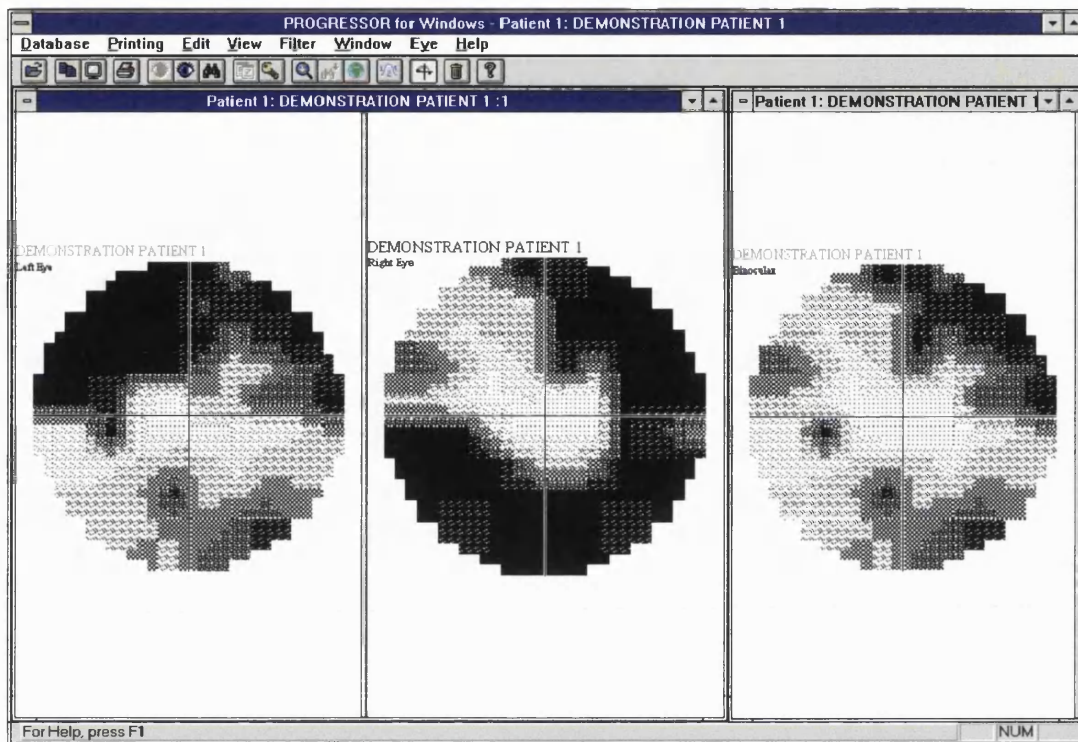 PROGRESSOR for Windows - Patient 1: DEMONSTRATION PATIENT 1
Database Printing Edit View Filter Window Eye Help
Patient 1: DEMONSTRATION PATIENT 1 :1
Patient 1: DEMONSTRATION PATIENT 1
DEMONSTRATION PATIENT 1
Left Eye
DEMONSTRATION PATIENT 1
Right Eye
DEMONSTRATION PATIENT 1
Binocular
For Help, press F1
NUM